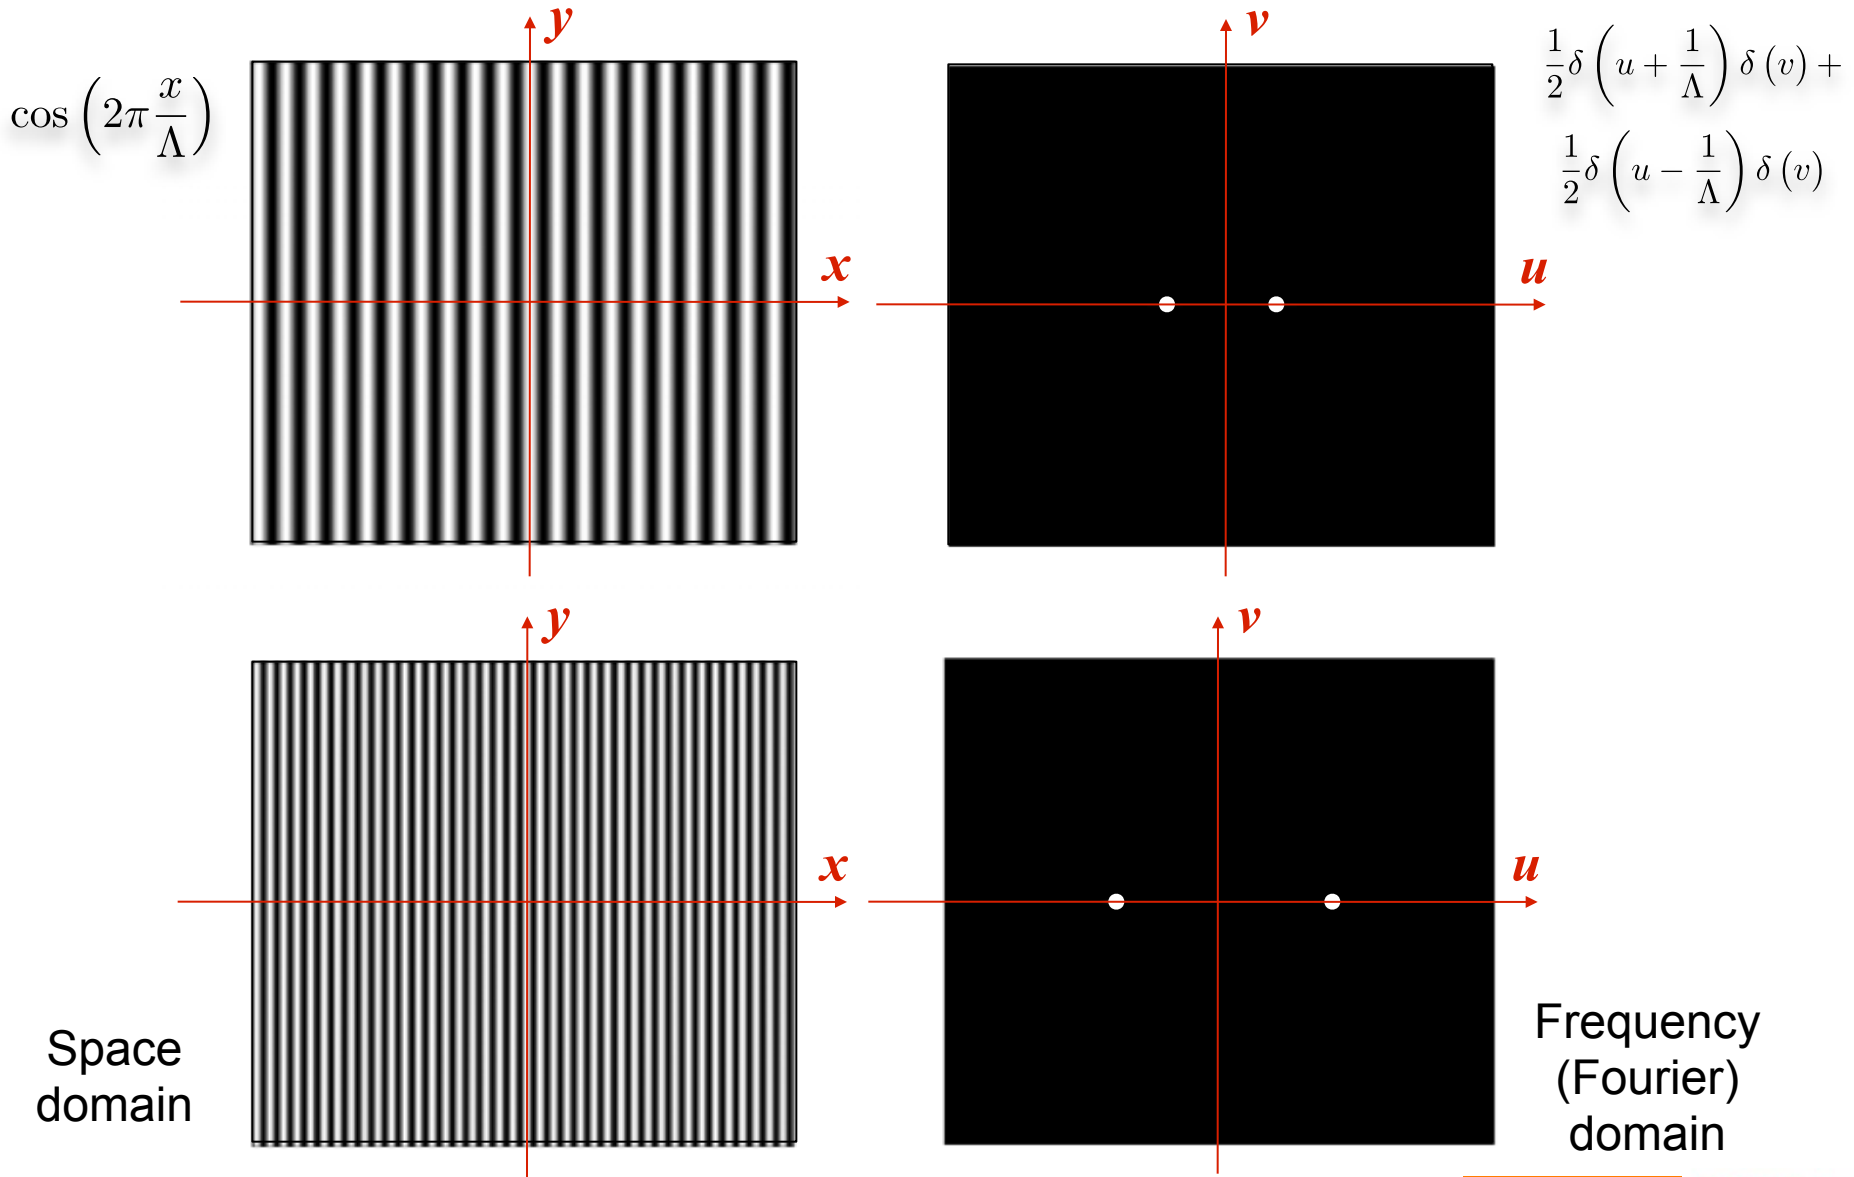 y
v
cos(2π x/Λ)
1/2 δ(u + 1/Λ) δ(v) +
1/2 δ(u − 1/Λ) δ(v)
x
u
y
v
x
u
Space
domain
Frequency
(Fourier)
domain